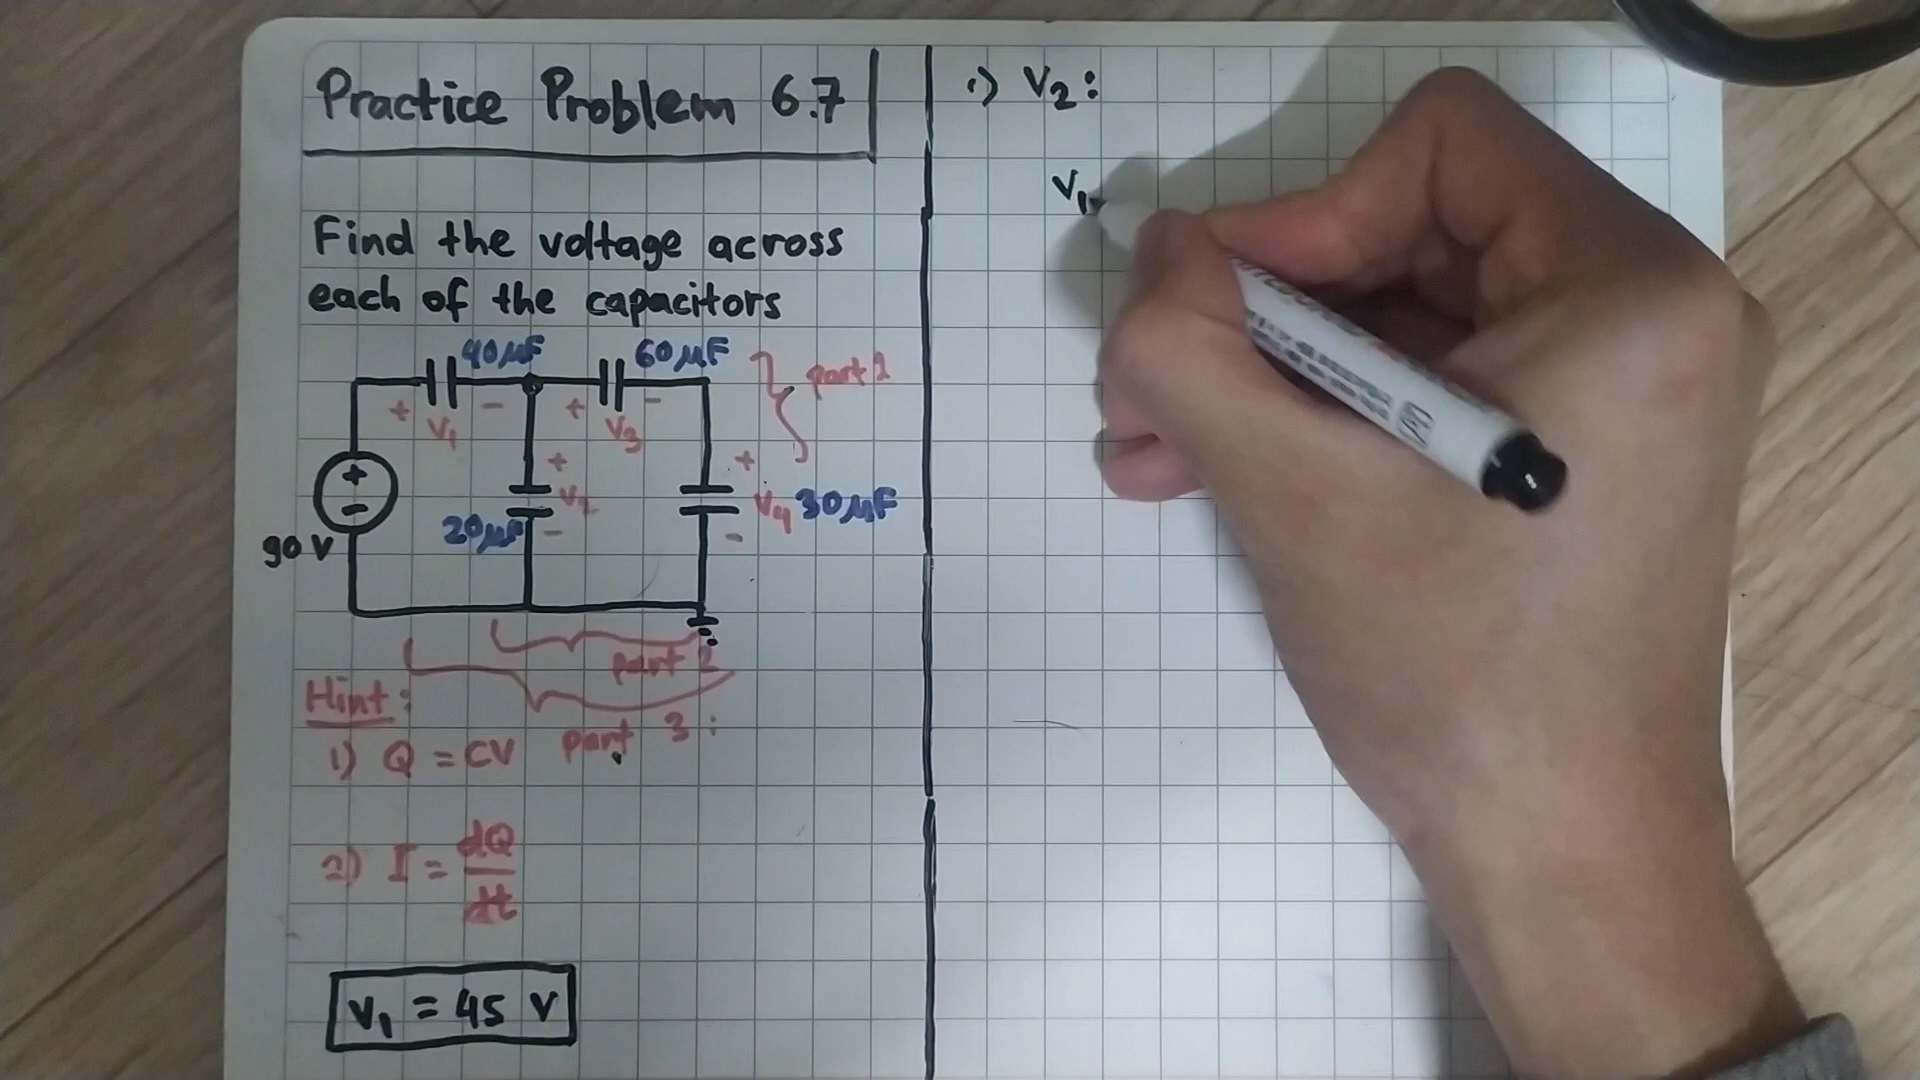 Practice Problem 6.7
Find the voltage across
each of the capacitors
40μF 60μF
+ V1 - + V3 - part 1
+ V2 - 20μF
+ V4 - 30μF
+ -
90 V
part 2
part 3:
Hint:
1) Q = CV
2) I = dQ/dt
V1 = 45 V
1) V2:
V1